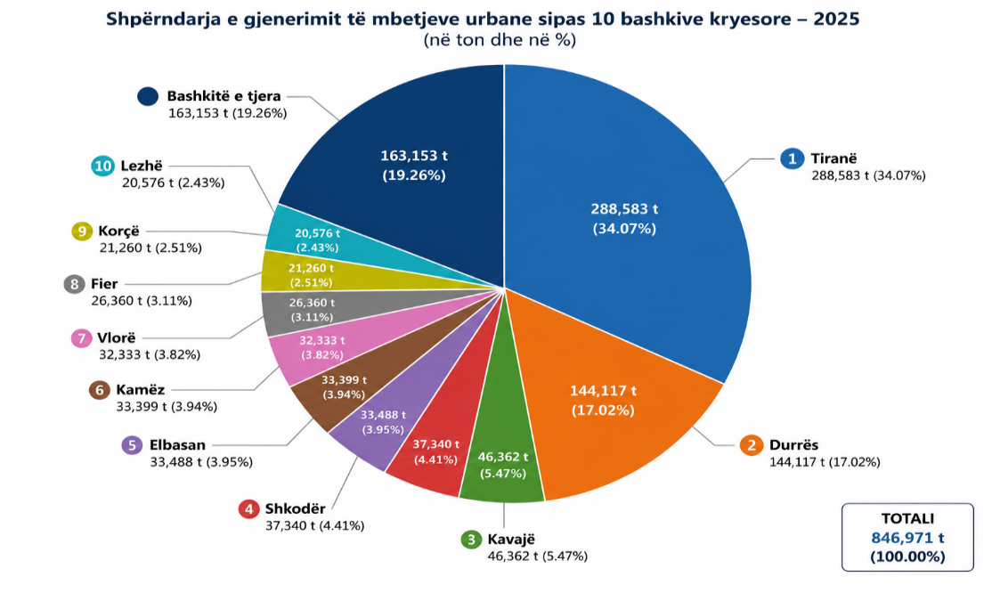 Shpërndarja e gjenerimit të mbetjeve urbane sipas 10 bashkive kryesore – 2025
(në ton dhe në %)
Bashkitë e tjera
163,153 t (19.26%)
10 Lezhë
20,576 t (2.43%)
9 Korçë
21,260 t (2.51%)
8 Fier
26,360 t (3.11%)
7 Vlorë
32,333 t (3.82%)
6 Kamëz
33,399 t (3.94%)
5 Elbasan
33,488 t (3.95%)
4 Shkodër
37,340 t (4.41%)
3 Kavajë
46,362 t (5.47%)
1 Tiranë
288,583 t (34.07%)
2 Durrës
144,117 t (17.02%)
163,153 t
(19.26%)
288,583 t
(34.07%)
20,576 t
(2.43%)
21,260 t
(2.51%)
26,360 t
(3.11%)
32,333 t
(3.82%)
33,399 t
(3.94%)
33,488 t
(3.95%)
37,340 t
(4.41%)
46,362 t
(5.47%)
144,117 t
(17.02%)
TOTALI
846,971 t
(100.00%)